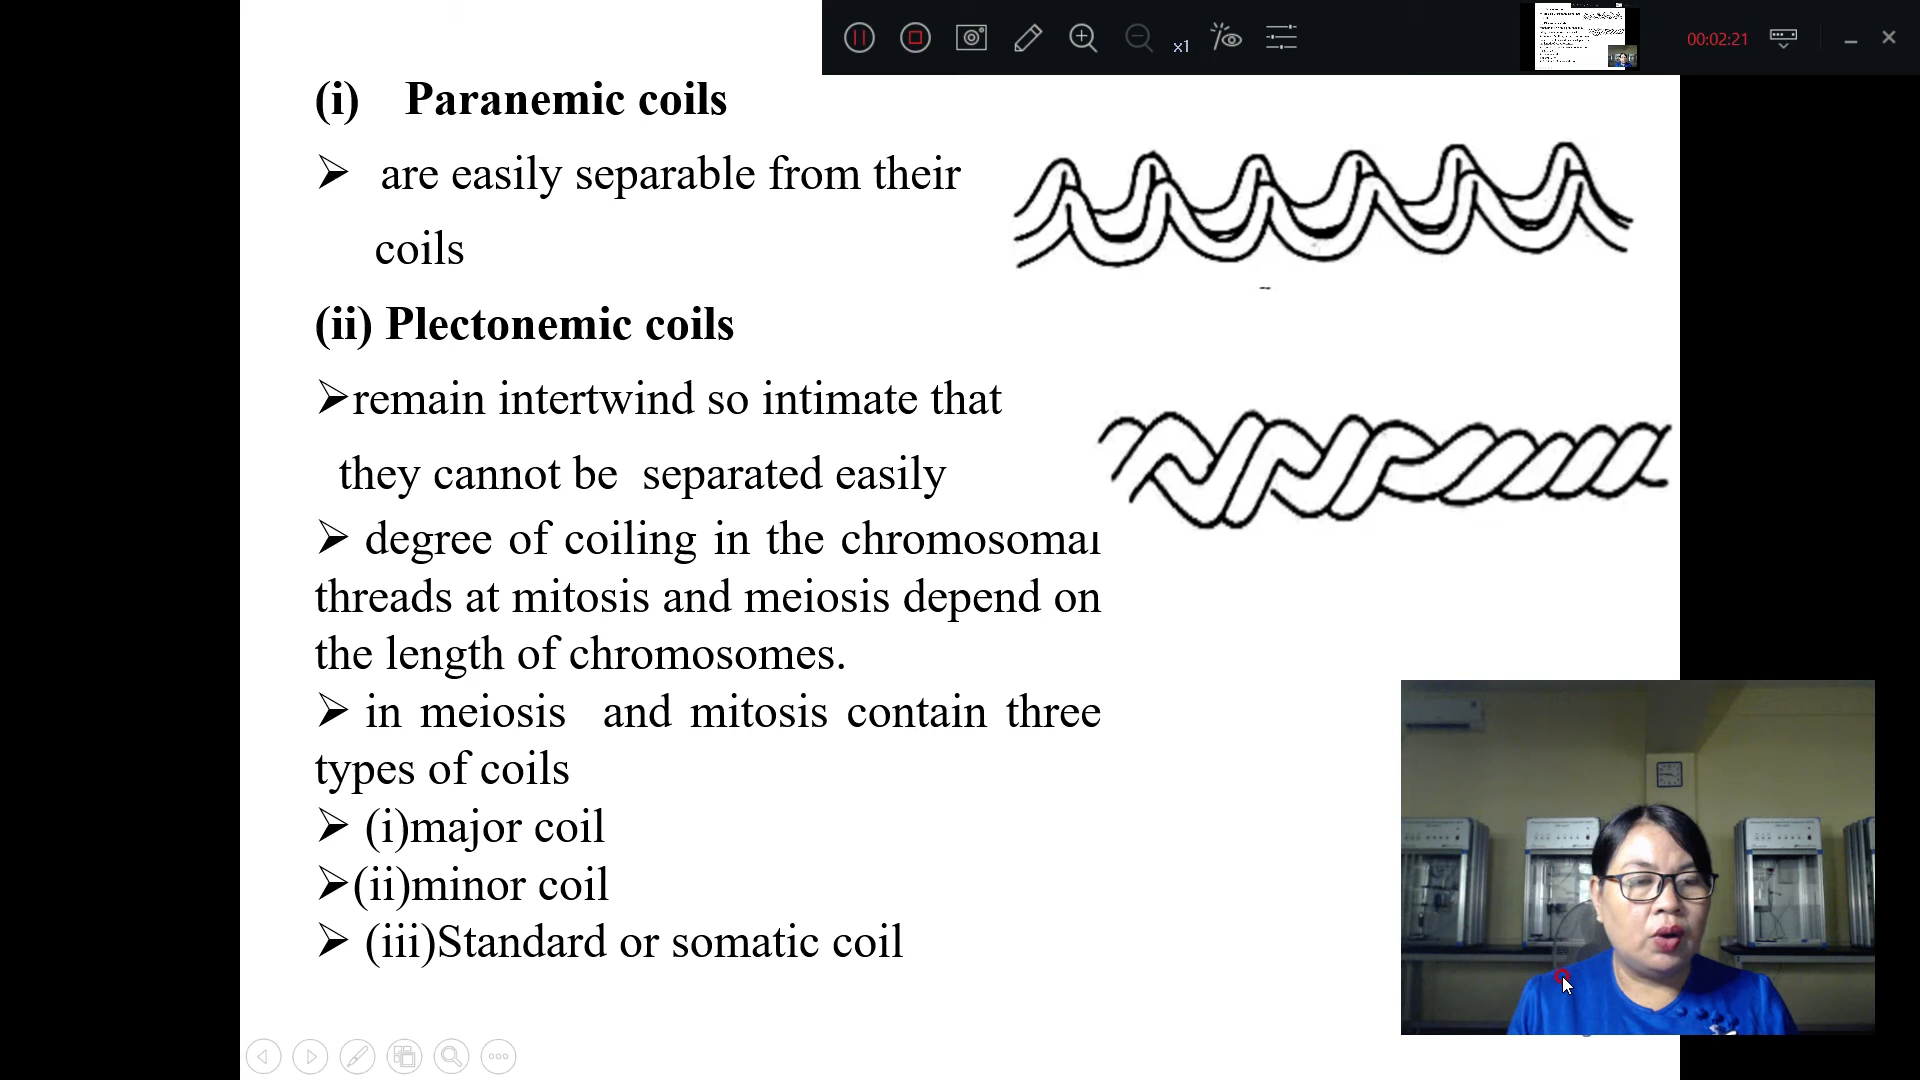 x1
00:02:21
(i) Paranemic coils
➢ are easily separable from their
coils
(ii) Plectonemic coils
➢remain intertwind so intimate that
they cannot be separated easily
➢ degree of coiling in the chromosomal
threads at mitosis and meiosis depend on
the length of chromosomes.
➢ in meiosis and mitosis contain three
types of coils
➢ (i)major coil
➢(ii)minor coil
➢ (iii)Standard or somatic coil